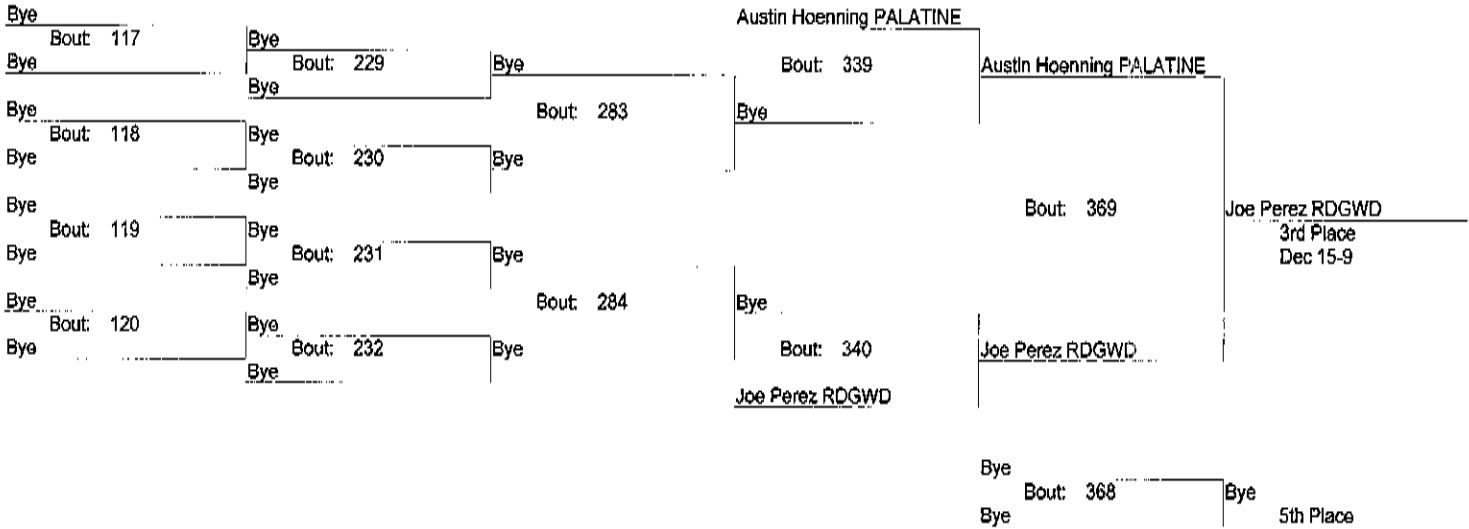 Bye
Bout: 117
Bye
Bye
Bout: 118
Bye
Bye
Bout: 119
Bye
Bye
Bout: 120
Bye
Bye
Bout: 229
Bye
Bye
Bout: 230
Bye
Bye
Bout: 231
Bye
Bye
Bout: 232
Bye
Bye
Bout: 283
Bye
Bye
Bout: 284
Bye
Austin Hoenning PALATINE
Bout: 339
Bye
Bye
Bout: 340
Joe Perez RDGWD
Austin Hoenning PALATINE
Bout: 369
Joe Perez RDGWD
Joe Perez RDGWD
3rd Place
Dec 15-9
Bye
Bout: 368
Bye
Bye
5th Place